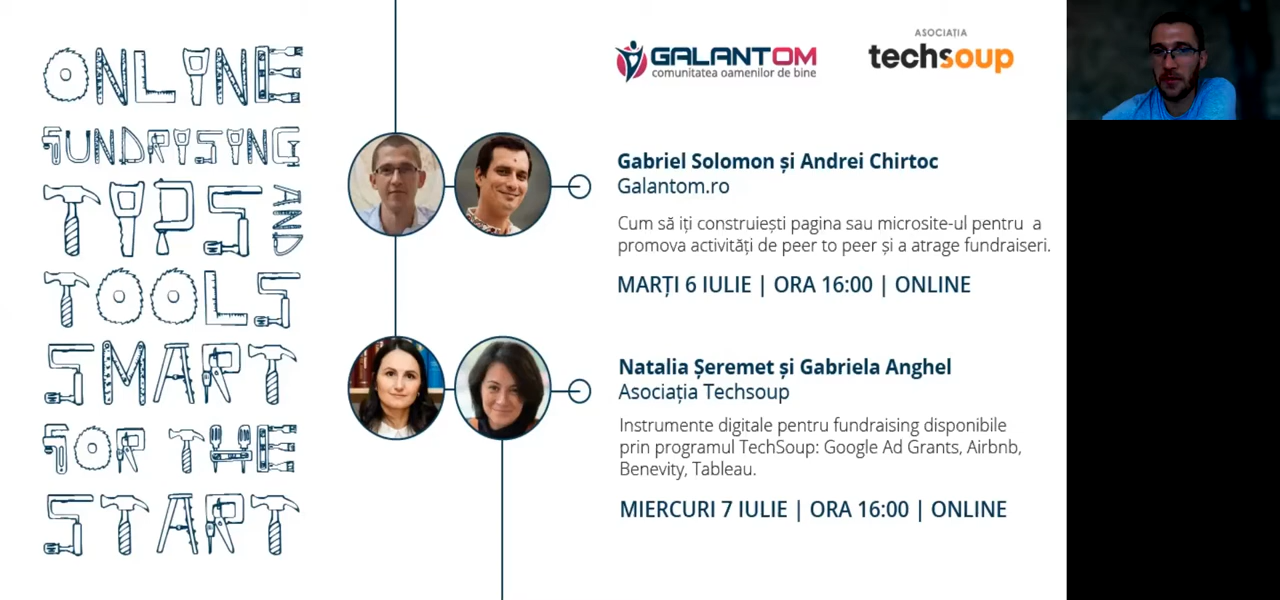 ONLINE
FUNDRISING
TIPS AND
TOOLS
SMART
FOR THE
START
GALANTOM
comunitatea oamenilor de bine
ASOCIAȚIA
techsoup
Gabriel Solomon și Andrei Chirtoc
Galantom.ro
Cum să iți construiești pagina sau microsite-ul pentru a
promova activități de peer to peer și a atrage fundraiseri.
MARȚI 6 IULIE | ORA 16:00 | ONLINE
Natalia Șeremet și Gabriela Anghel
Asociația Techsoup
Instrumente digitale pentru fundraising disponibile
prin programul TechSoup: Google Ad Grants, Airbnb,
Benevity, Tableau.
MIERCURI 7 IULIE | ORA 16:00 | ONLINE